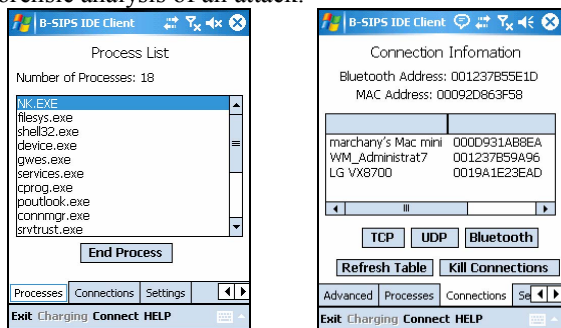 forensic analysis of an attack.
B-SIPS IDE Client
Process List
Number of Processes: 18
NK.EXE
filesys.exe
shell32.exe
device.exe
gwes.exe
services.exe
cprog.exe
poutlook.exe
connmgr.exe
srvtrust.exe
End Process
Processes Connections Settings
Exit Charging Connect HELP
B-SIPS IDE Client
Connection Infomation
Bluetooth Address: 001237B55E1D
MAC Address: 00092D863F58
marchany's Mac mini 000D931AB8EA
WM_Administrat7 001237B59A96
LG VX8700 0019A1E23EAD
TCP UDP Bluetooth
Refresh Table Kill Connections
Advanced Processes Connections Se
Exit Charging Connect HELP